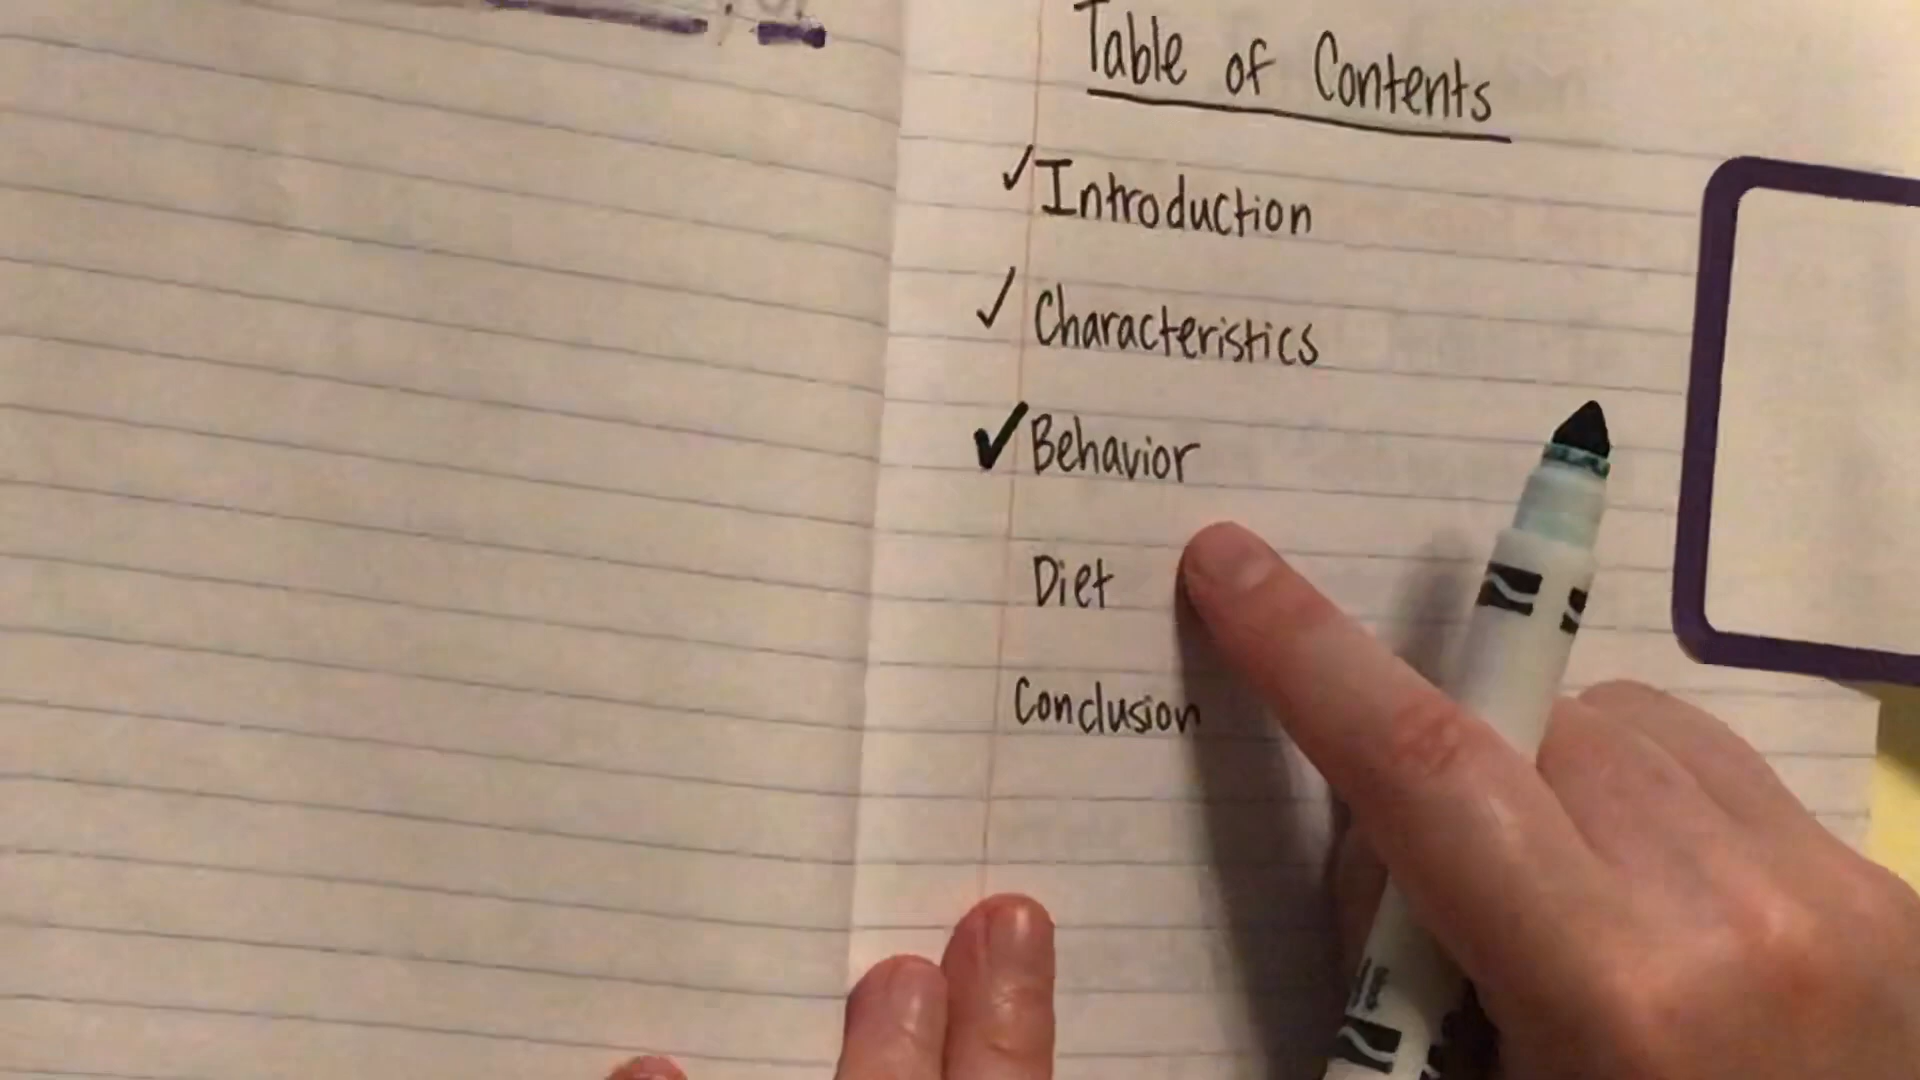 Table of Contents
✓ Introduction
✓ Characteristics
✓ Behavior
Diet
Conclusion